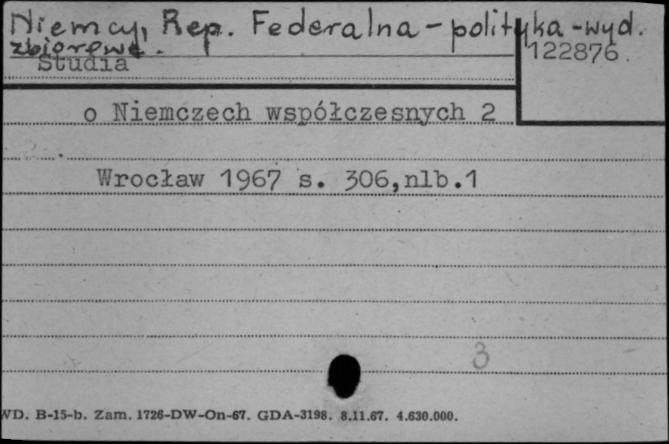 Niemcy, Rep. Federalna - polityka - wyd.
zbiorowe.
122876.
Studia
o Niemczech współczesnych 2
Wrocław 1967 s. 306,nlb.1
3
WD. B-15-b. Zam. 1726-DW-On-67. GDA-3198. 8.11.67. 4.630.000.